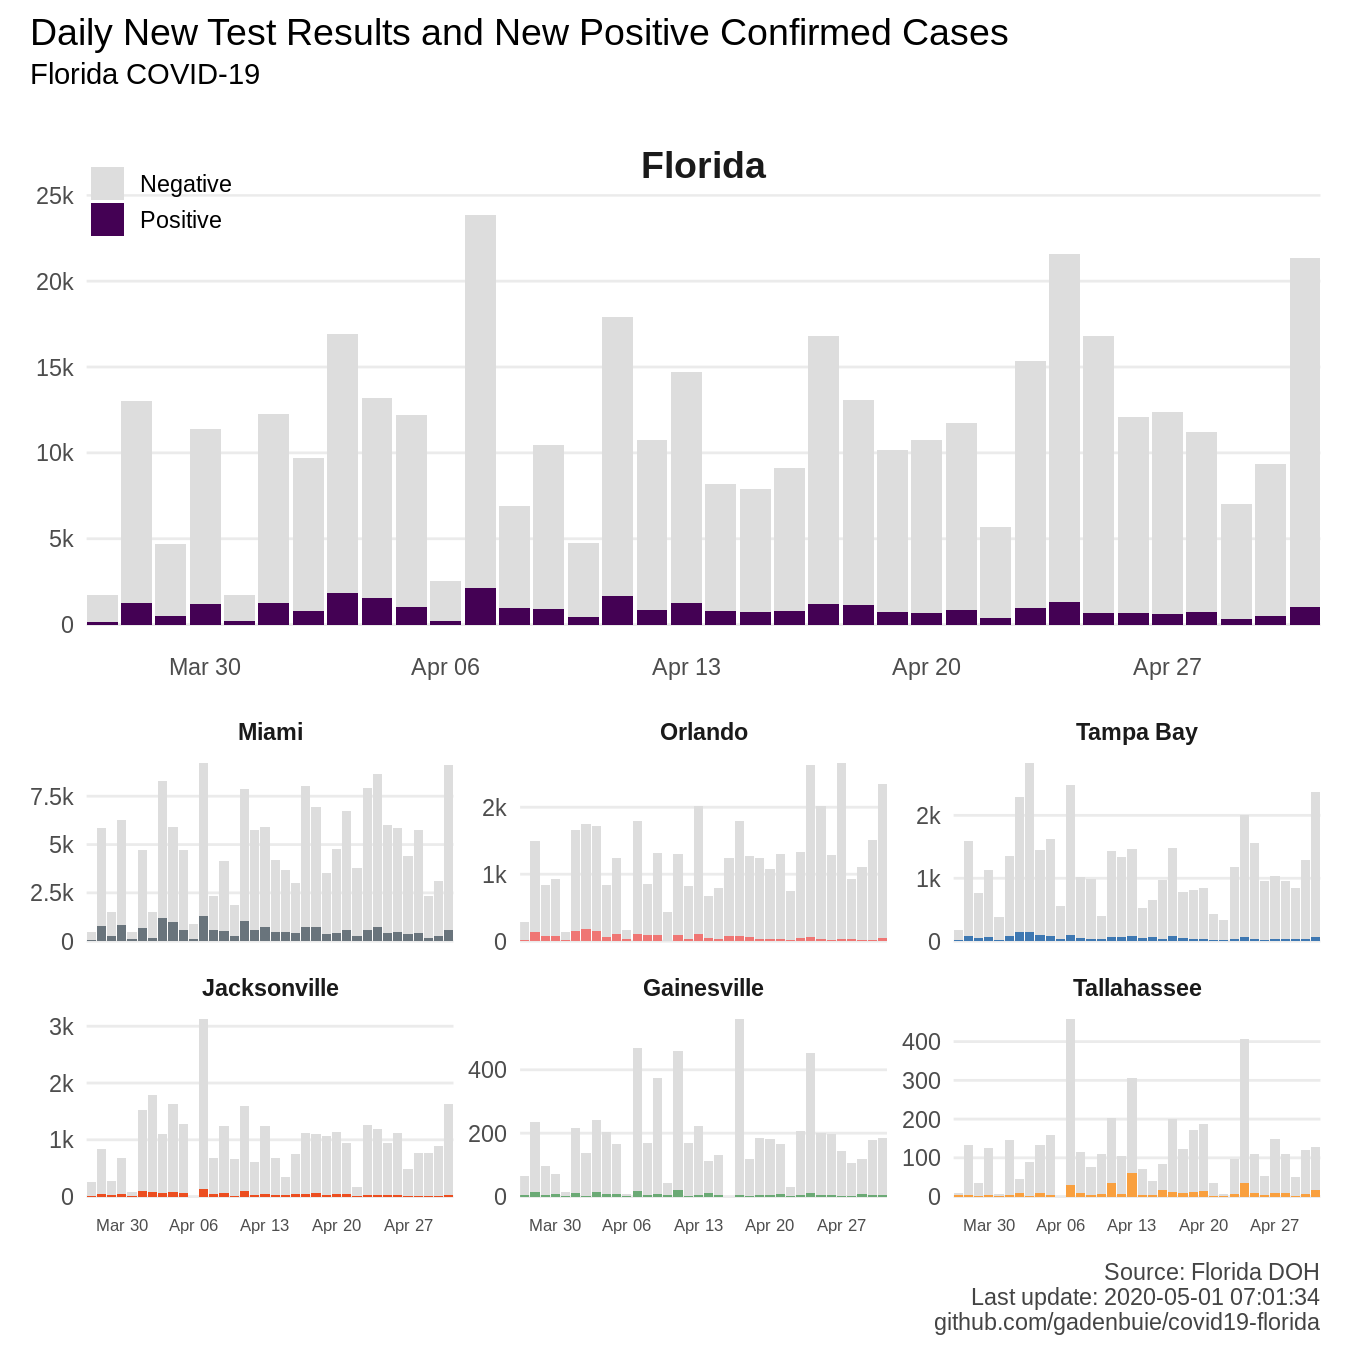 Daily New Test Results and New Positive Confirmed Cases
Florida COVID-19
Florida
Negative
Positive
25k
20k
15k
10k
5k
0
Mar 30 Apr 06 Apr 13 Apr 20 Apr 27
Miami
7.5k
5k
2.5k
0
Orlando
2k
1k
0
Tampa Bay
2k
1k
0
Jacksonville
3k
2k
1k
0
Mar 30 Apr 06 Apr 13 Apr 20 Apr 27
Gainesville
400
200
0
Mar 30 Apr 06 Apr 13 Apr 20 Apr 27
Tallahassee
400
300
200
100
0
Mar 30 Apr 06 Apr 13 Apr 20 Apr 27
Source: Florida DOH
Last update: 2020-05-01 07:01:34
github.com/gadenbuie/covid19-florida